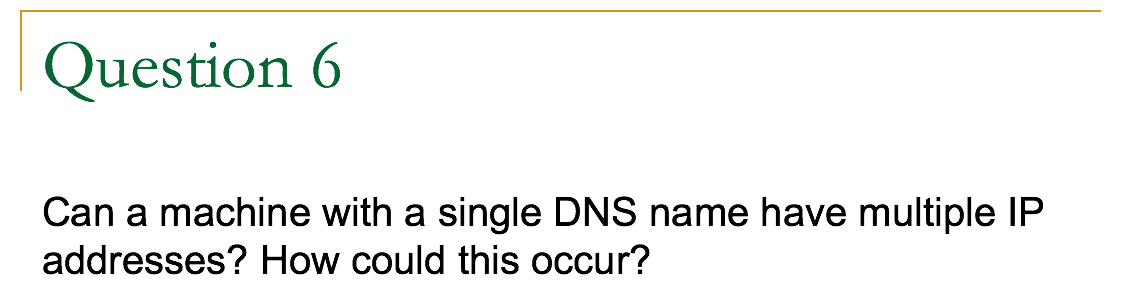 Question 6
Can a machine with a single DNS name have multiple IP
addresses? How could this occur?